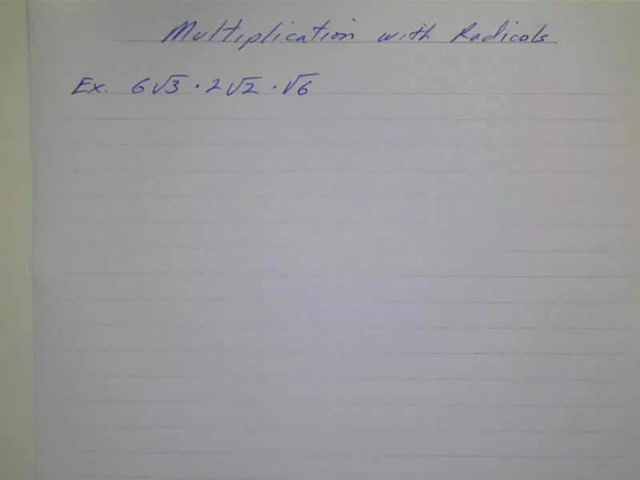 Multiplication with Radicals
Ex. 6√3 · 2√2 · √6